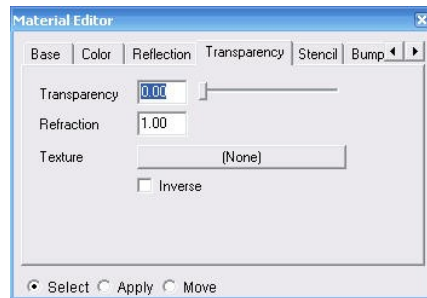 Material Editor
Base Color Reflection Transparency Stencil Bump
Transparency 0.00
Refraction 1.00
Texture (None)
Inverse
Select Apply Move